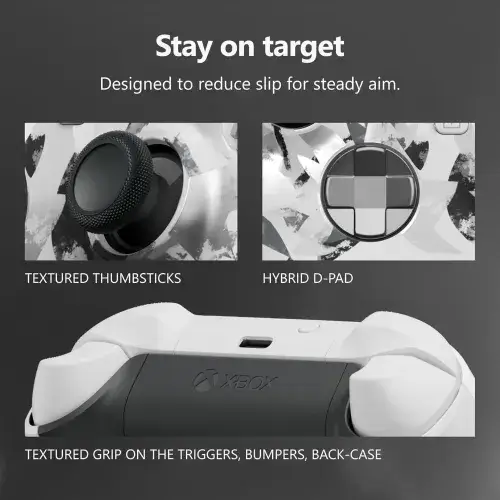 Stay on target
Designed to reduce slip for steady aim.
TEXTURED THUMBSTICKS
HYBRID D-PAD
XBOX
TEXTURED GRIP ON THE TRIGGERS, BUMPERS, BACK-CASE